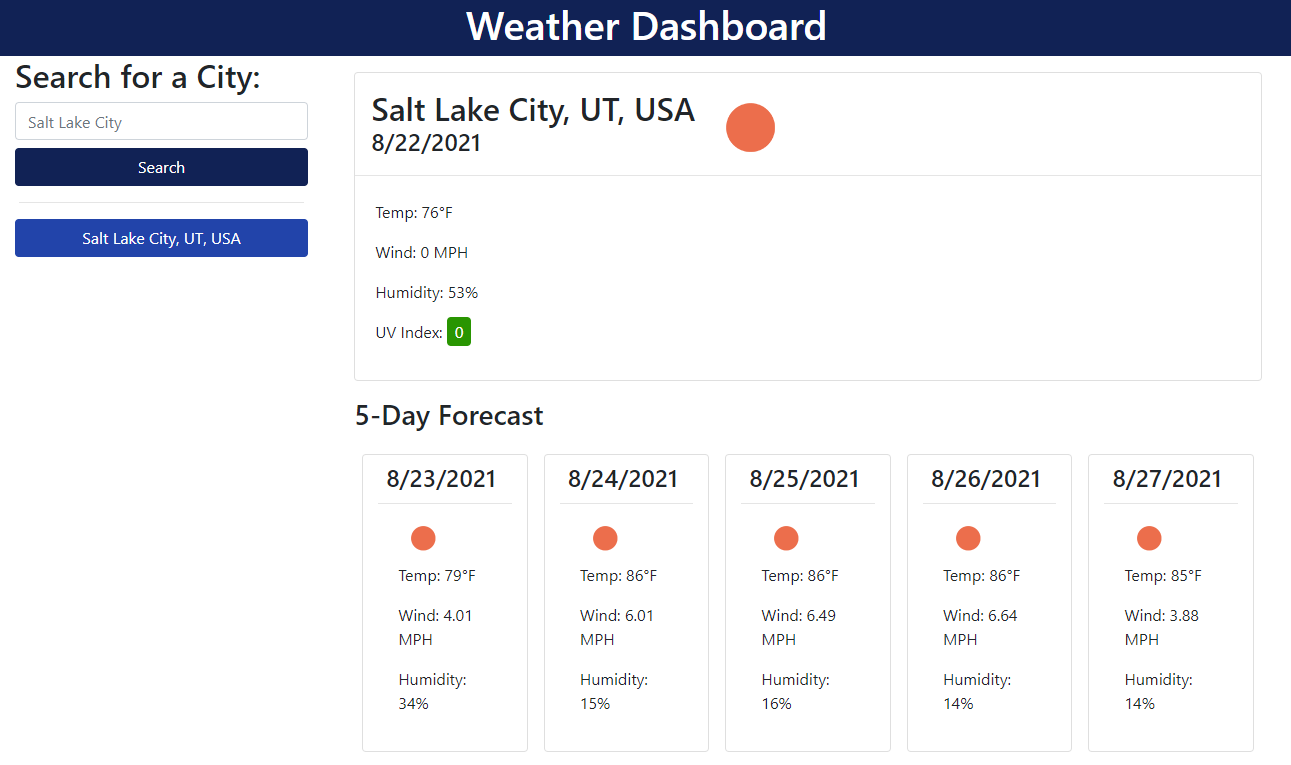 Weather Dashboard
Search for a City:
Salt Lake City
Search
Salt Lake City, UT, USA
Salt Lake City, UT, USA
8/22/2021
Temp: 76°F
Wind: 0 MPH
Humidity: 53%
UV Index: 0
5-Day Forecast
8/23/2021
Temp: 79°F
Wind: 4.01
MPH
Humidity:
34%
8/24/2021
Temp: 86°F
Wind: 6.01
MPH
Humidity:
15%
8/25/2021
Temp: 86°F
Wind: 6.49
MPH
Humidity:
16%
8/26/2021
Temp: 86°F
Wind: 6.64
MPH
Humidity:
14%
8/27/2021
Temp: 85°F
Wind: 3.88
MPH
Humidity:
14%